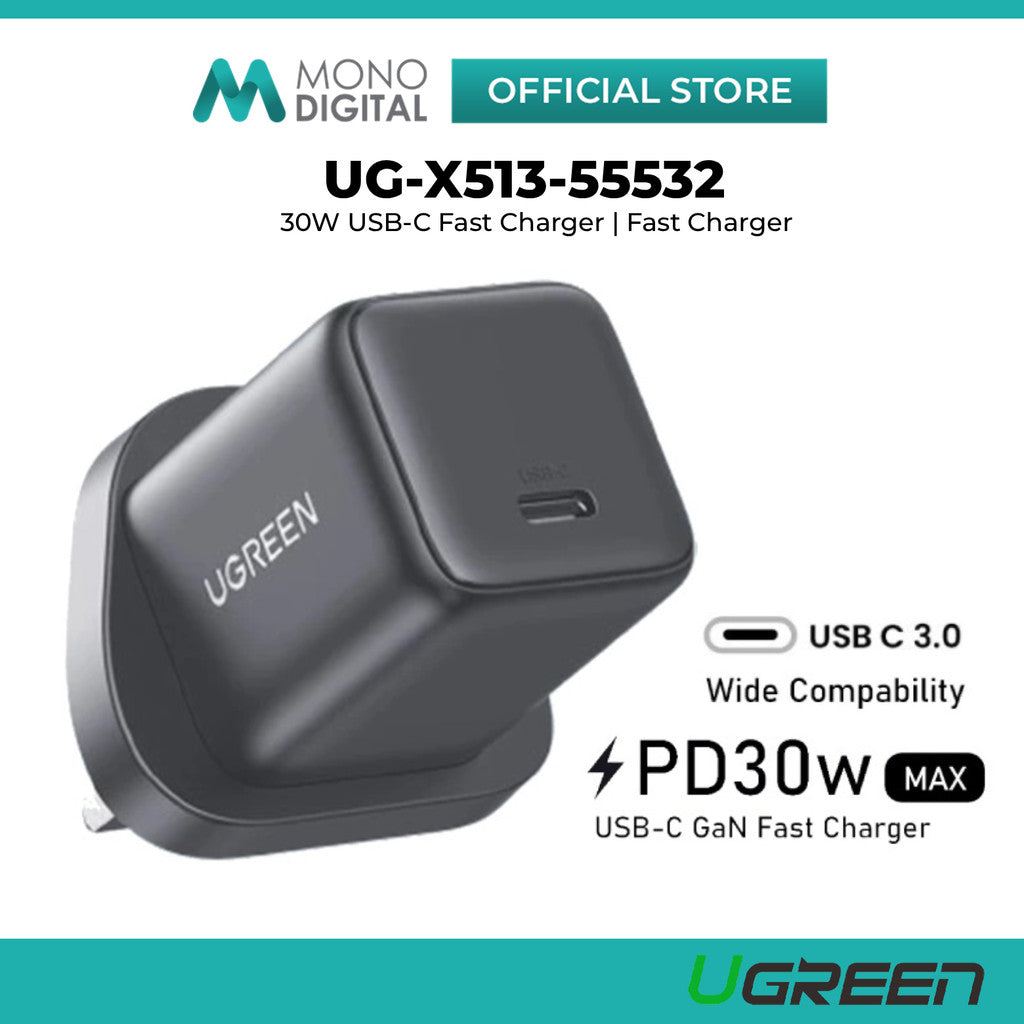 MONO
DIGITAL
OFFICIAL STORE
UG-X513-55532
30W USB-C Fast Charger | Fast Charger
USB-C
UGREEN
USB C 3.0
Wide Compability
PD30W MAX
USB-C GaN Fast Charger
UGREEN